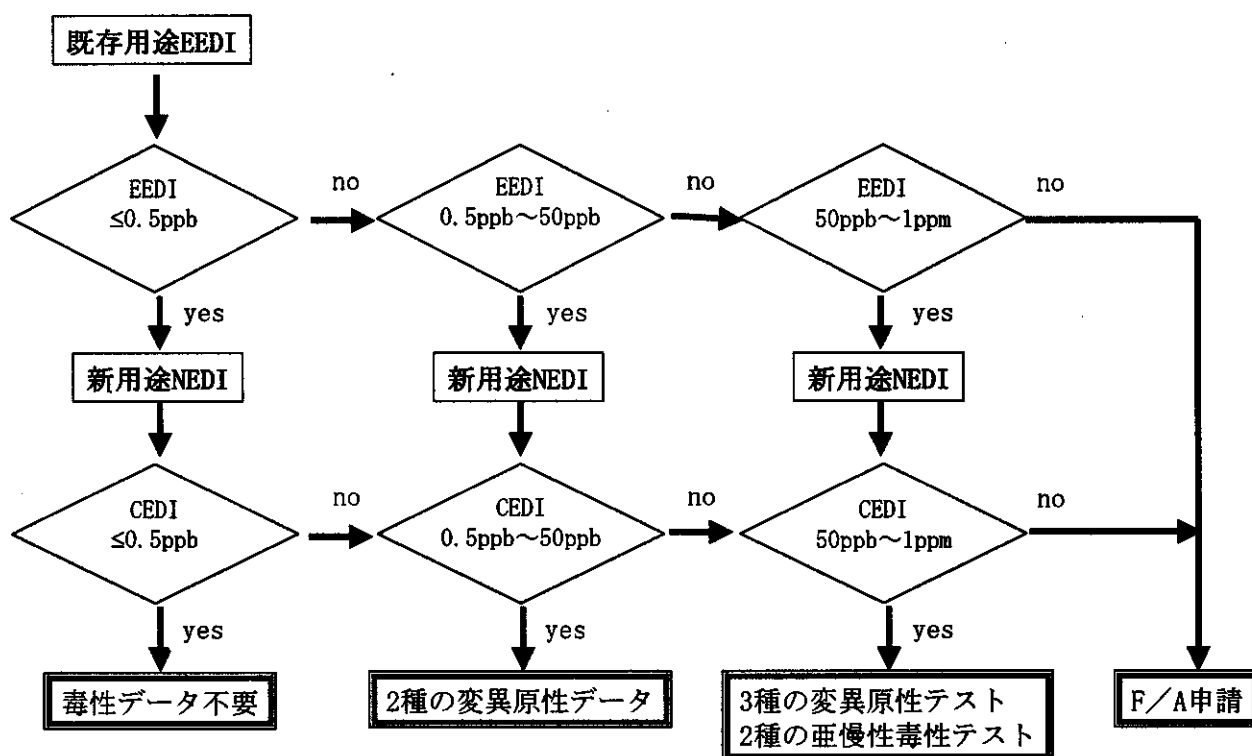 既存用途EEDI
EEDI
≤0.5ppb
no
EEDI
0.5ppb～50ppb
no
EEDI
50ppb～1ppm
no
yes
yes
yes
新用途NEDI
新用途NEDI
新用途NEDI
CEDI
≤0.5ppb
no
CEDI
0.5ppb～50ppb
no
CEDI
50ppb～1ppm
no
yes
yes
yes
毒性データ不要
2種の変異原性データ
3種の変異原性テスト
2種の亜慢性毒性テスト
F／A申請